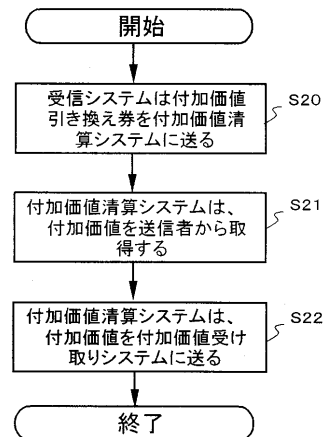 開始
受信システムは付加価値
引き換え券を付加価値清
算システムに送る
S20
付加価値清算システムは、
付加価値を送信者から取
得する
S21
付加価値清算システムは、
付加価値を付加価値受け
取りシステムに送る
S22
終了